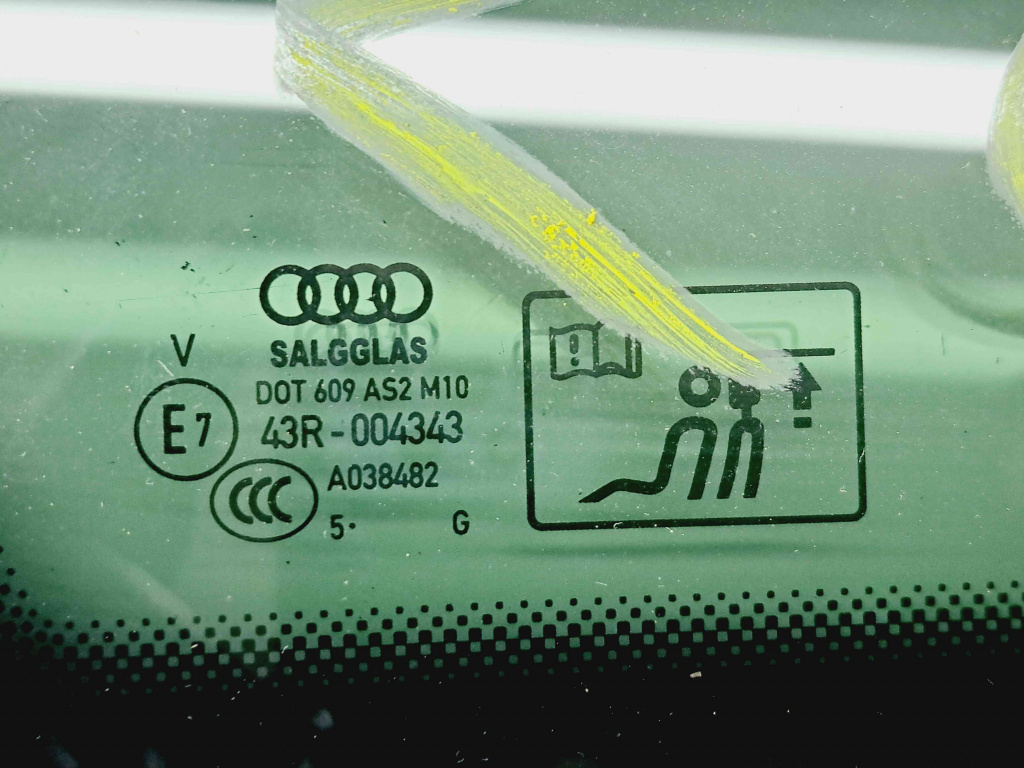 SALGGLAS
V
DOT 609 AS2 M10
E7
43R-004343
CCC
A038482
5·
G
!